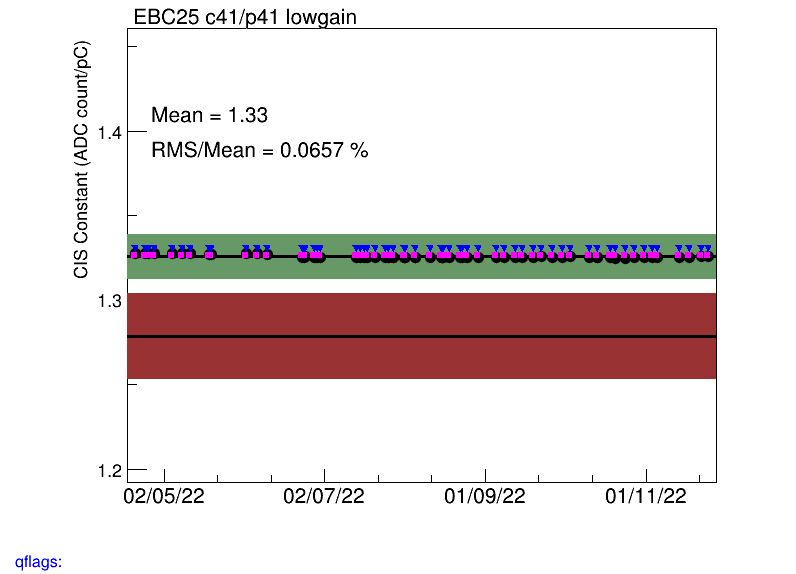 EBC25 c41/p41 lowgain
CIS Constant (ADC count/pC)
Mean = 1.33
RMS/Mean = 0.0657 %
1.4
1.3
1.2
02/05/22 02/07/22 01/09/22 01/11/22
qflags: